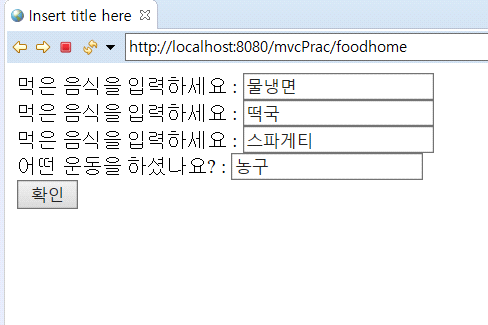 Insert title here
http://localhost:8080/mvcPrac/foodhome
먹은 음식을 입력하세요 : 물냉면
먹은 음식을 입력하세요 : 떡국
먹은 음식을 입력하세요 : 스파게티
어떤 운동을 하셨나요? : 농구
확인